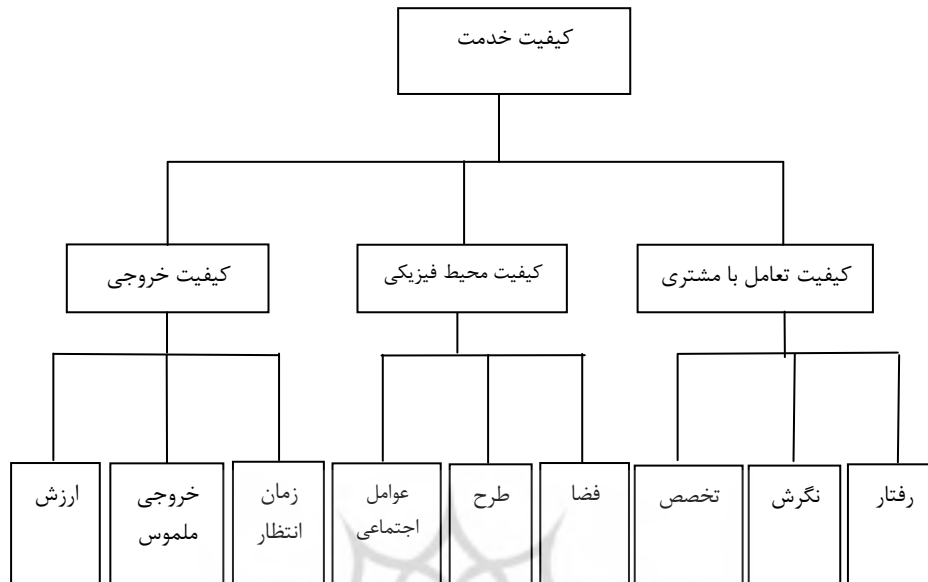 کیفیت خدمت
کیفیت تعامل با مشتری
کیفیت محیط فیزیکی
کیفیت خروجی
رفتار
نگرش
تخصص
فضا
طرح
عوامل
اجتماعی
زمان
انتظار
خروجی
ملموس
ارزش